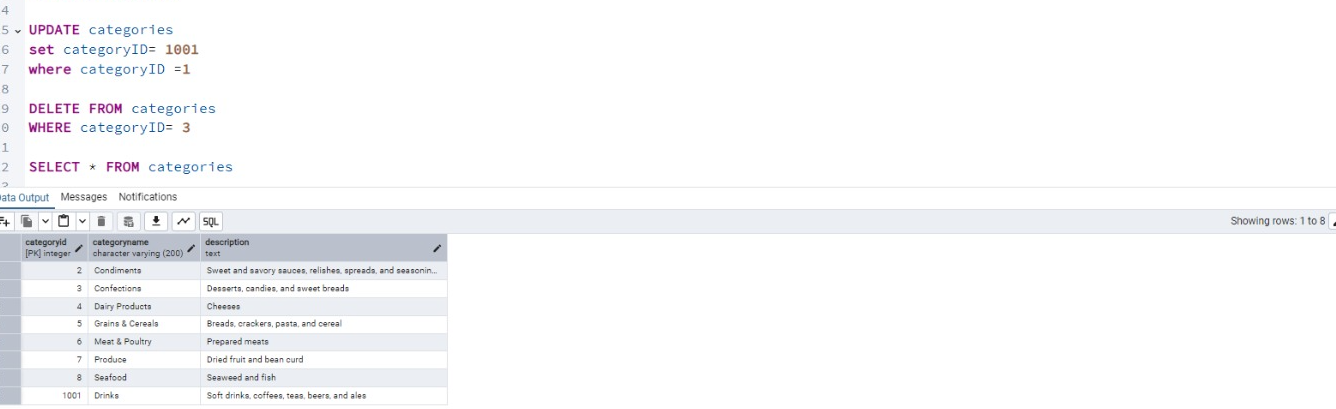 4
5 UPDATE categories
6 set categoryID= 1001
7 where categoryID =1
8
9 DELETE FROM categories
0 WHERE categoryID= 3
1
2 SELECT * FROM categories
Data Output Messages Notifications
SQL Showing rows: 1 to 8
categoryid categoryname description
[PK] integer character varying (200) text
2 Condiments Sweet and savory sauces, relishes, spreads, and seasonin...
3 Confections Desserts, candies, and sweet breads
4 Dairy Products Cheeses
5 Grains & Cereals Breads, crackers, pasta, and cereal
6 Meat & Poultry Prepared meats
7 Produce Dried fruit and bean curd
8 Seafood Seaweed and fish
1001 Drinks Soft drinks, coffees, teas, beers, and ales